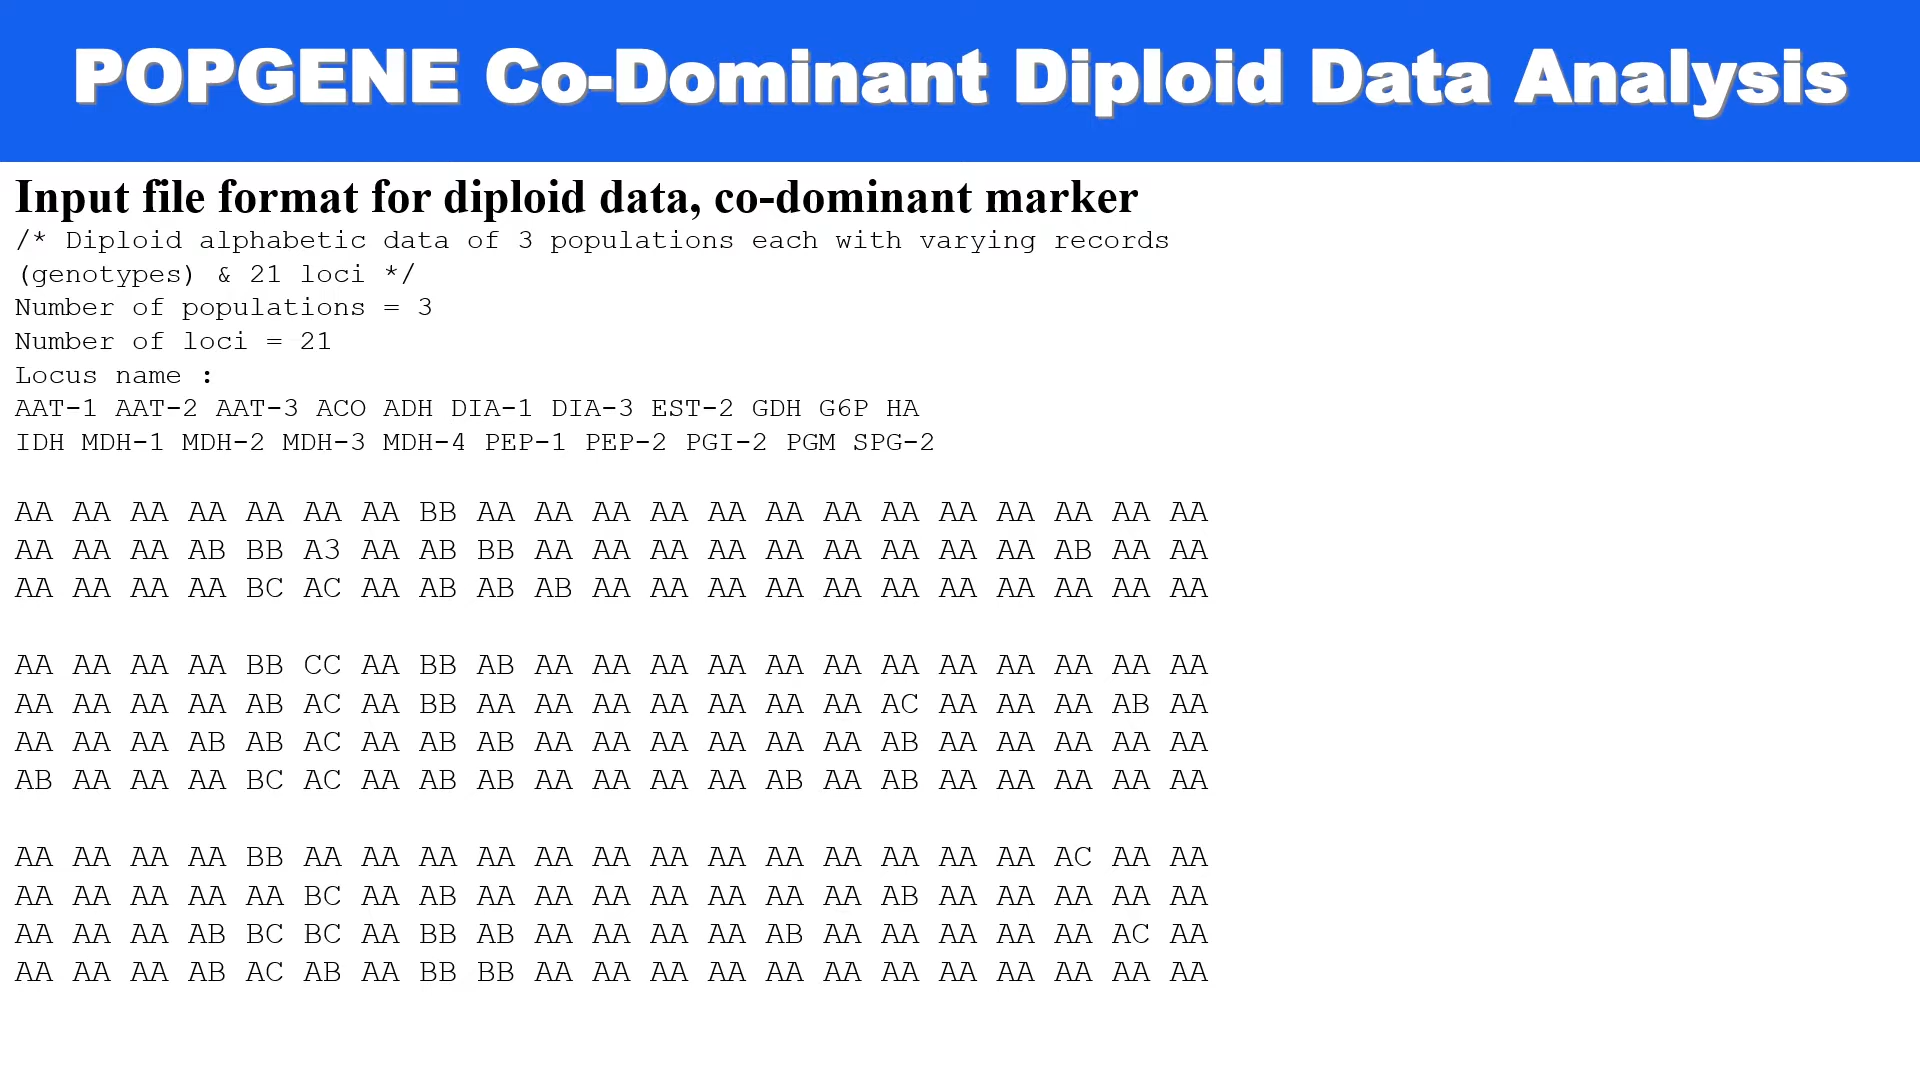 POPGENE Co-Dominant Diploid Data Analysis
Input file format for diploid data, co-dominant marker
/* Diploid alphabetic data of 3 populations each with varying records
(genotypes) & 21 loci */
Number of populations = 3
Number of loci = 21
Locus name :
AAT-1 AAT-2 AAT-3 ACO ADH DIA-1 DIA-3 EST-2 GDH G6P HA
IDH MDH-1 MDH-2 MDH-3 MDH-4 PEP-1 PEP-2 PGI-2 PGM SPG-2
AA AA AA AA AA AA AA BB AA AA AA AA AA AA AA AA AA AA AA AA AA
AA AA AA AB BB A3 AA AB BB AA AA AA AA AA AA AA AA AA AB AA AA
AA AA AA AA BC AC AA AB AB AB AA AA AA AA AA AA AA AA AA AA AA
AA AA AA AA BB CC AA BB AB AA AA AA AA AA AA AA AA AA AA AA AA
AA AA AA AA AB AC AA BB AA AA AA AA AA AA AA AC AA AA AA AB AA
AA AA AA AB AB AC AA AB AB AA AA AA AA AA AA AB AA AA AA AA AA
AB AA AA AA BC AC AA AB AB AA AA AA AA AB AA AB AA AA AA AA AA
AA AA AA AA BB AA AA AA AA AA AA AA AA AA AA AA AA AA AC AA AA
AA AA AA AA AA BC AA AB AA AA AA AA AA AA AA AB AA AA AA AA AA
AA AA AA AB BC BC AA BB AB AA AA AA AA AB AA AA AA AA AA AC AA
AA AA AA AB AC AB AA BB BB AA AA AA AA AA AA AA AA AA AA AA AA